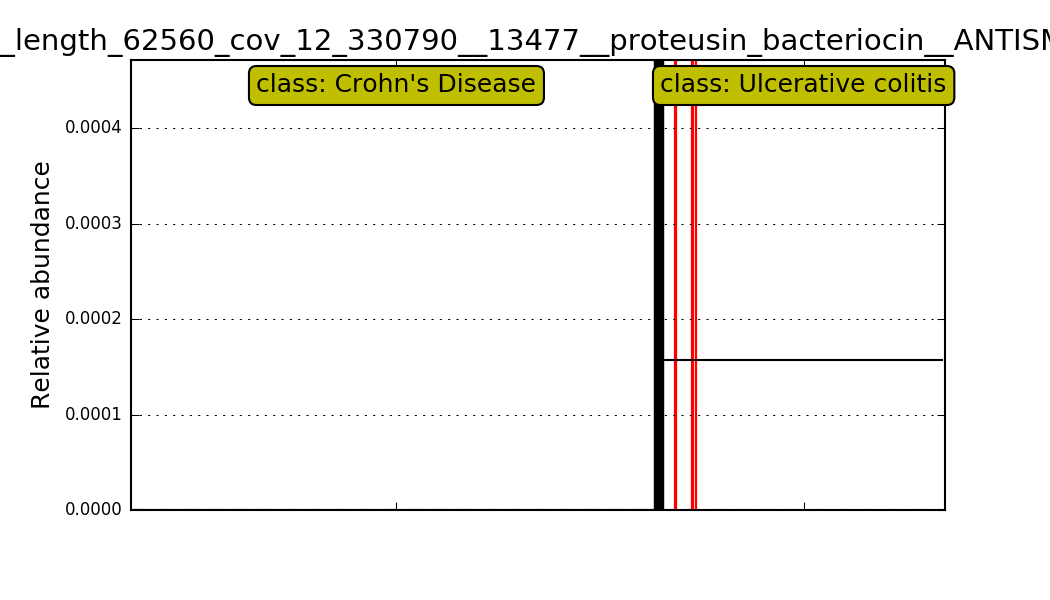 _length_62560_cov_12_330790__13477__proteusin_bacteriocin__ANTISM
class: Crohn's Disease
class: Ulcerative colitis
Relative abundance
0.0004
0.0003
0.0002
0.0001
0.0000